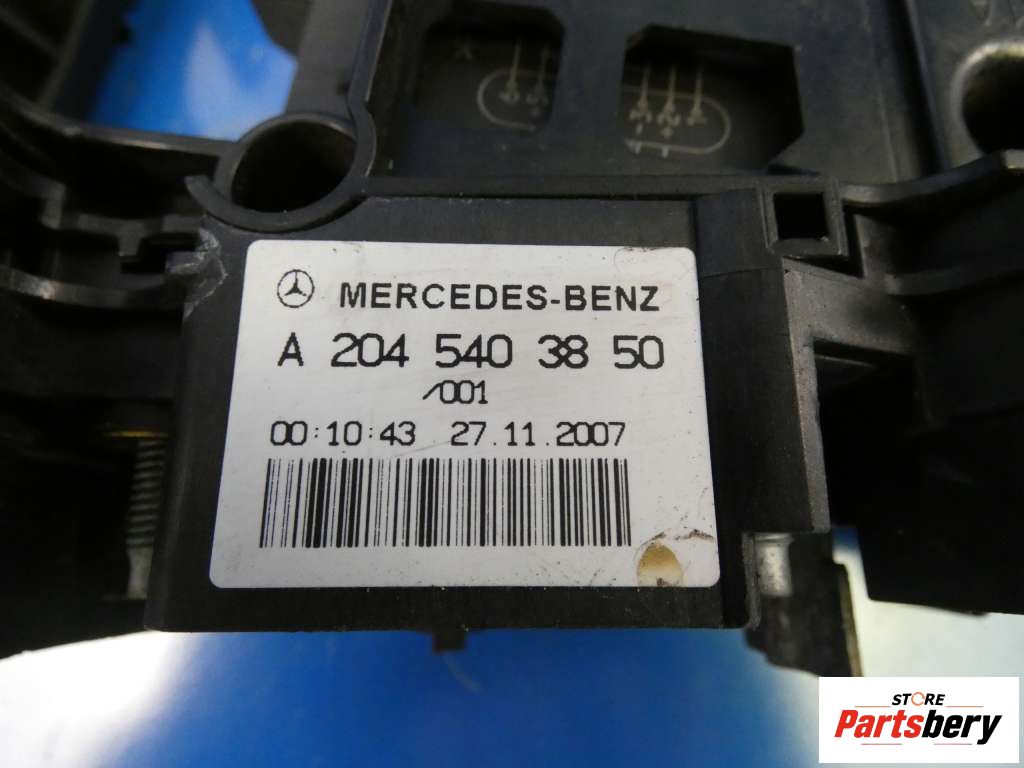 MERCEDES-BENZ
A 204 540 38 50
/001
00:10:43 27.11.2007
STORE
Partsbery